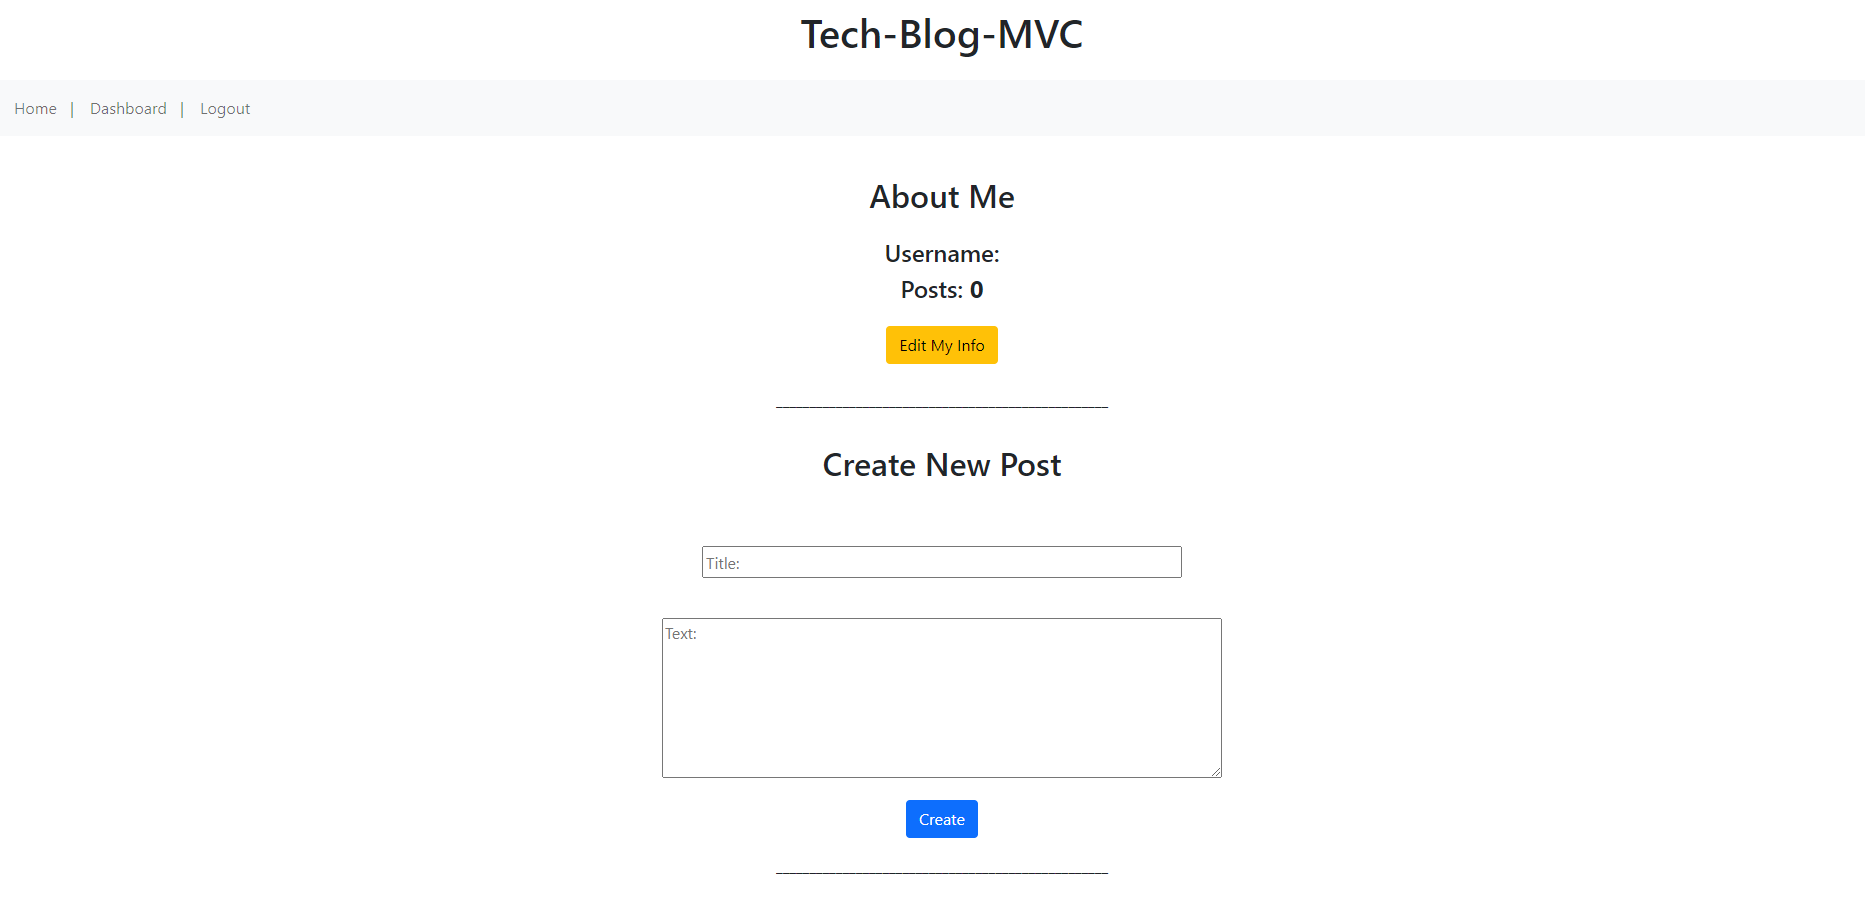 Tech-Blog-MVC
Home | Dashboard | Logout
About Me
Username:
Posts: 0
Edit My Info
Create New Post
Title:
Text:
Create